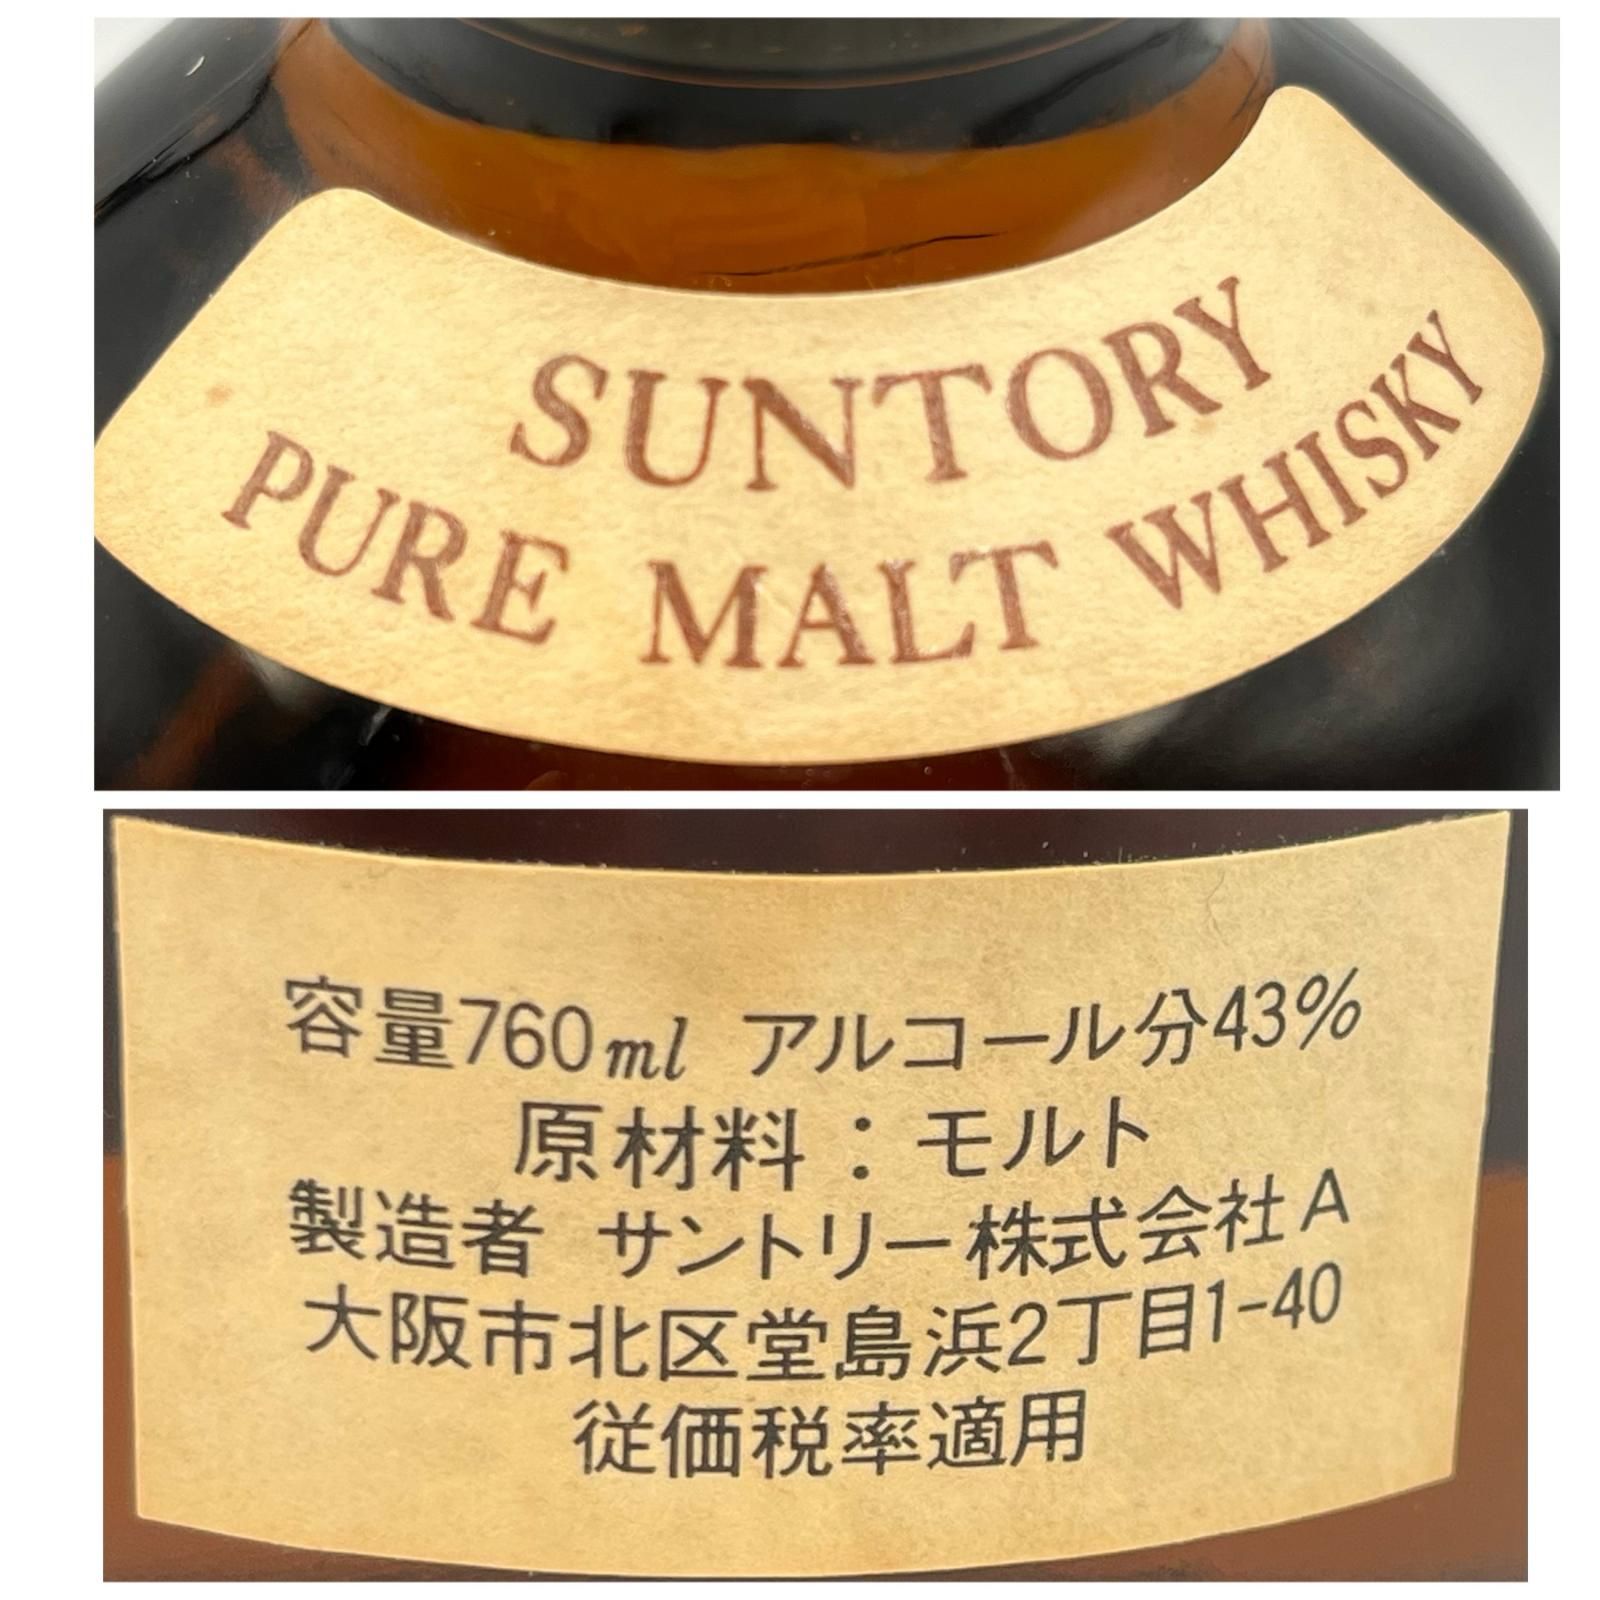 SUNTORY
PURE MALT WHISKY
容量760ml アルコール分43%
原材料：モルト
製造者 サントリー株式会社A
大阪市北区堂島浜2丁目1-40
従価税率適用